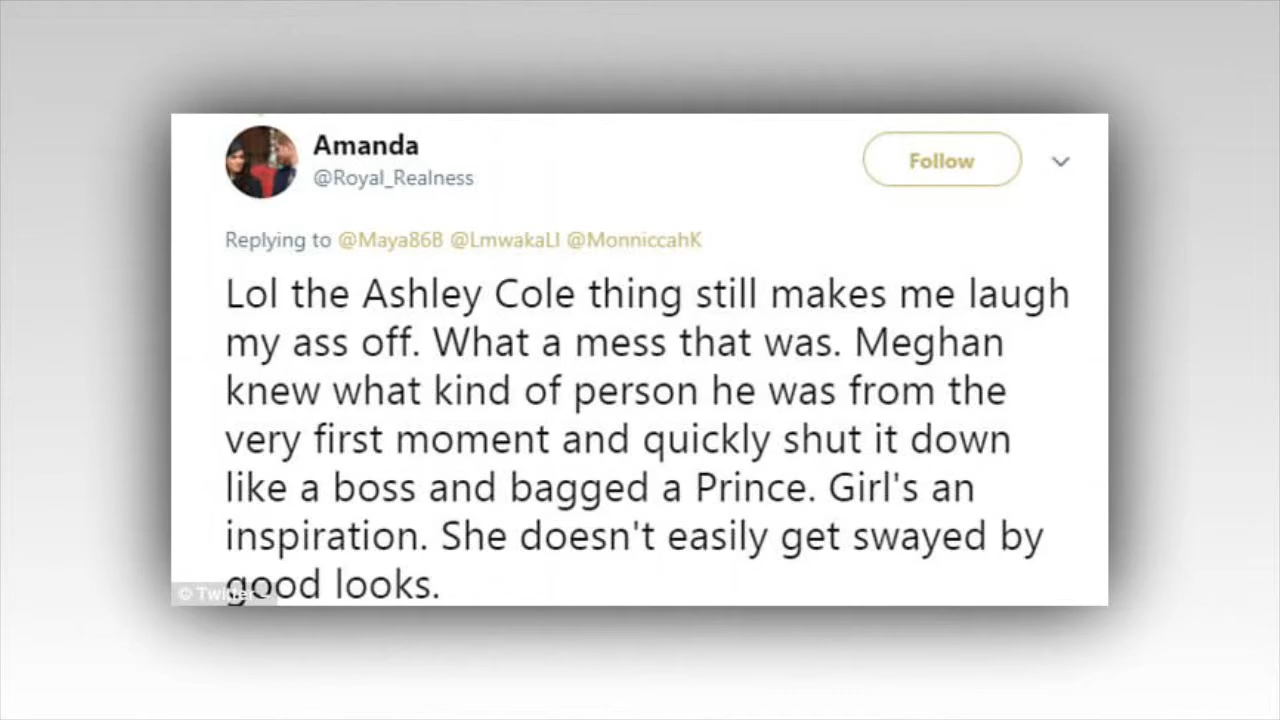 Amanda
@Royal_Realness
Follow
Replying to @Maya86B @LmwakaLI @MonniccahK
Lol the Ashley Cole thing still makes me laugh
my ass off. What a mess that was. Meghan
knew what kind of person he was from the
very first moment and quickly shut it down
like a boss and bagged a Prince. Girl's an
inspiration. She doesn't easily get swayed by
good looks.
© Twitter